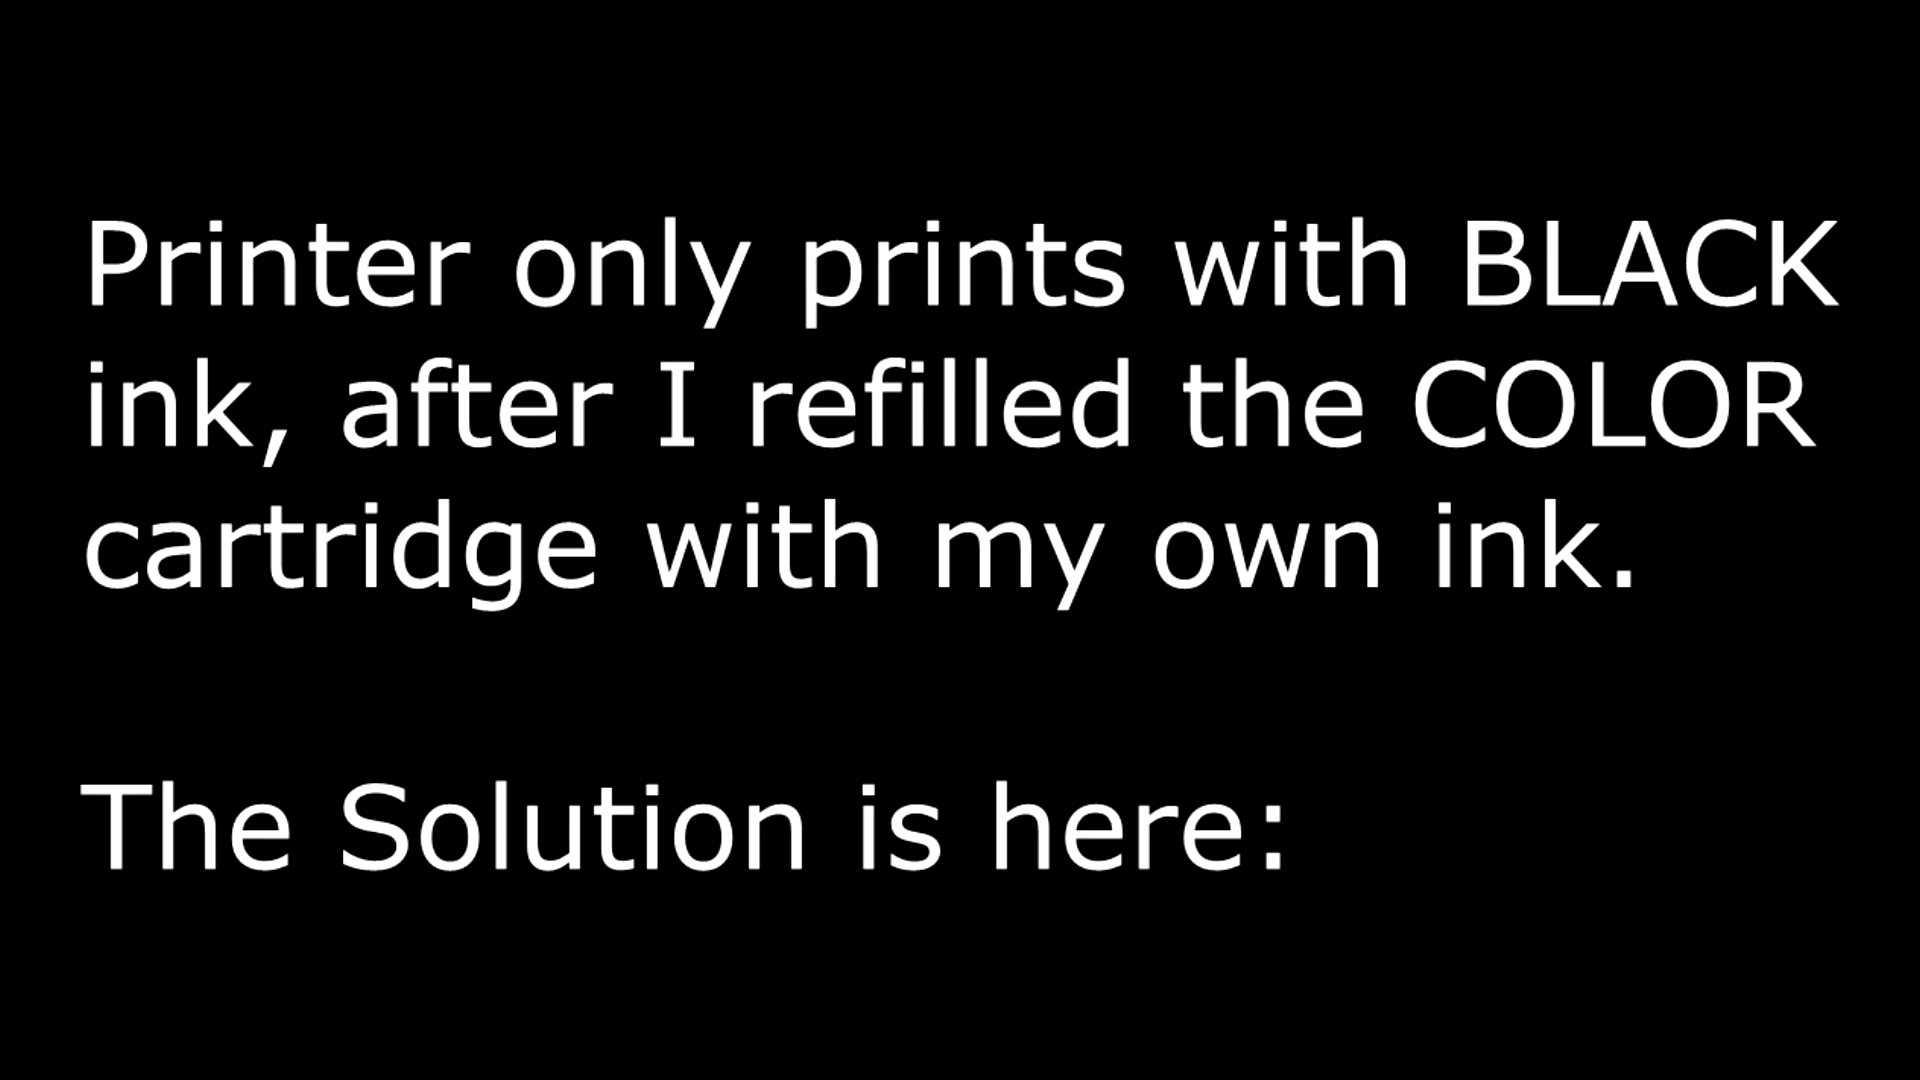 Printer only prints with BLACK
ink, after I refilled the COLOR
cartridge with my own ink.
The Solution is here: